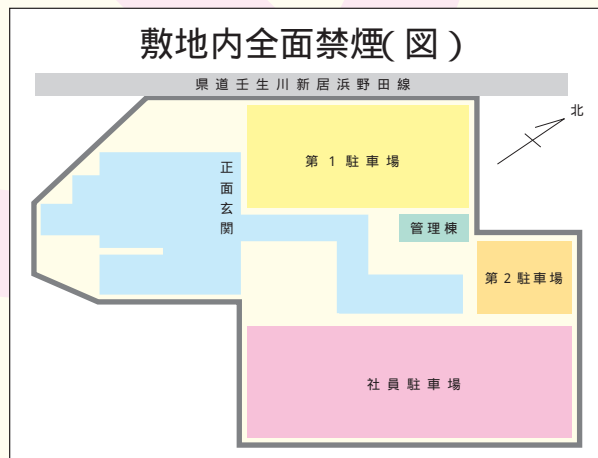 敷地内全面禁煙(図)
県道壬生川新居浜野田線
北
正面玄関
第1駐車場
管理棟
第2駐車場
社員駐車場